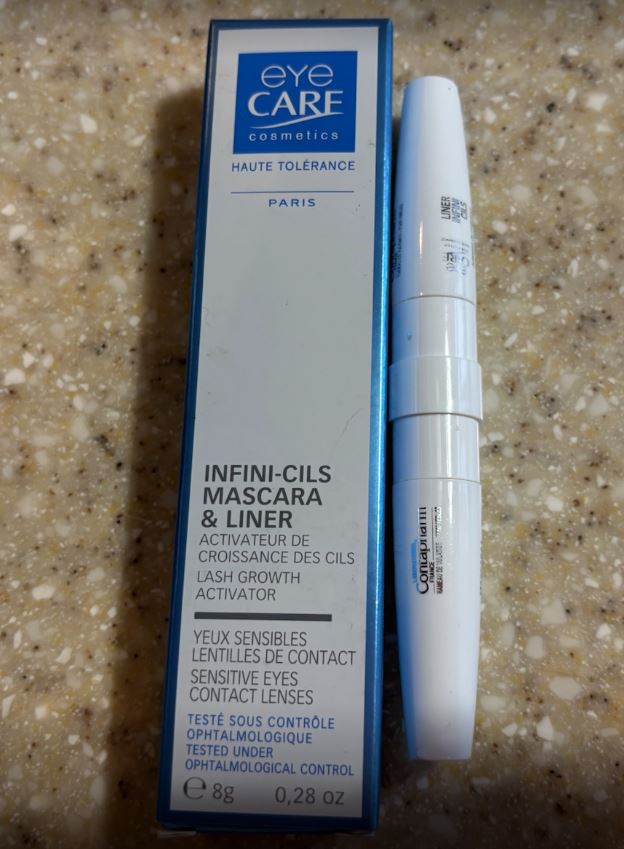 eye
CARE
cosmetics
HAUTE TOLÉRANCE
PARIS
INFINI-CILS
MASCARA
& LINER
ACTIVATEUR DE
CROISSANCE DES CILS
LASH GROWTH
ACTIVATOR
YEUX SENSIBLES
LENTILLES DE CONTACT
SENSITIVE EYES
CONTACT LENSES
TESTÉ SOUS CONTRÔLE
OPHTALMOLOGIQUE
TESTED UNDER
OPHTALMOLOGICAL CONTROL
℮ 8g 0,28 oz
LINER
INFINI
CILS
Contapharm
FRANCE